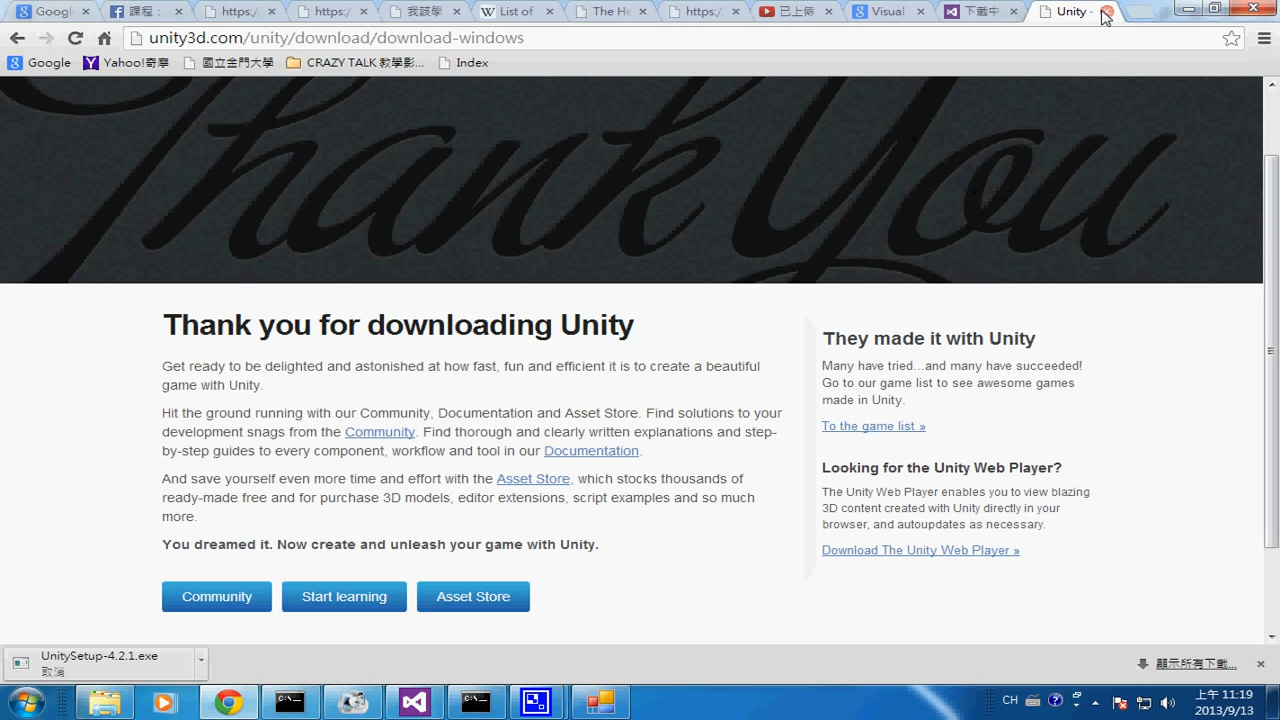 Googl
課程：
https:/
https:/
我該學
List of
The He
https:/
已上傳
Visual
下載中
Unity -
unity3d.com/unity/download/download-windows
Google
Yahoo!奇摩
國立金門大學
CRAZY TALK 教學影...
Index
Thank You
Thank you for downloading Unity
Get ready to be delighted and astonished at how fast, fun and efficient it is to create a beautiful
game with Unity.
Hit the ground running with our Community, Documentation and Asset Store. Find solutions to your
development snags from the Community. Find thorough and clearly written explanations and step-
by-step guides to every component, workflow and tool in our Documentation.
And save yourself even more time and effort with the Asset Store, which stocks thousands of
ready-made free and for purchase 3D models, editor extensions, script examples and so much
more.
You dreamed it. Now create and unleash your game with Unity.
Community
Start learning
Asset Store
They made it with Unity
Many have tried...and many have succeeded!
Go to our game list to see awesome games
made in Unity.
To the game list »
Looking for the Unity Web Player?
The Unity Web Player enables you to view blazing
3D content created with Unity directly in your
browser, and autoupdates as necessary.
Download The Unity Web Player »
UnitySetup-4.2.1.exe
取消
顯示所有下載...
CH
上午 11:19
2013/9/13